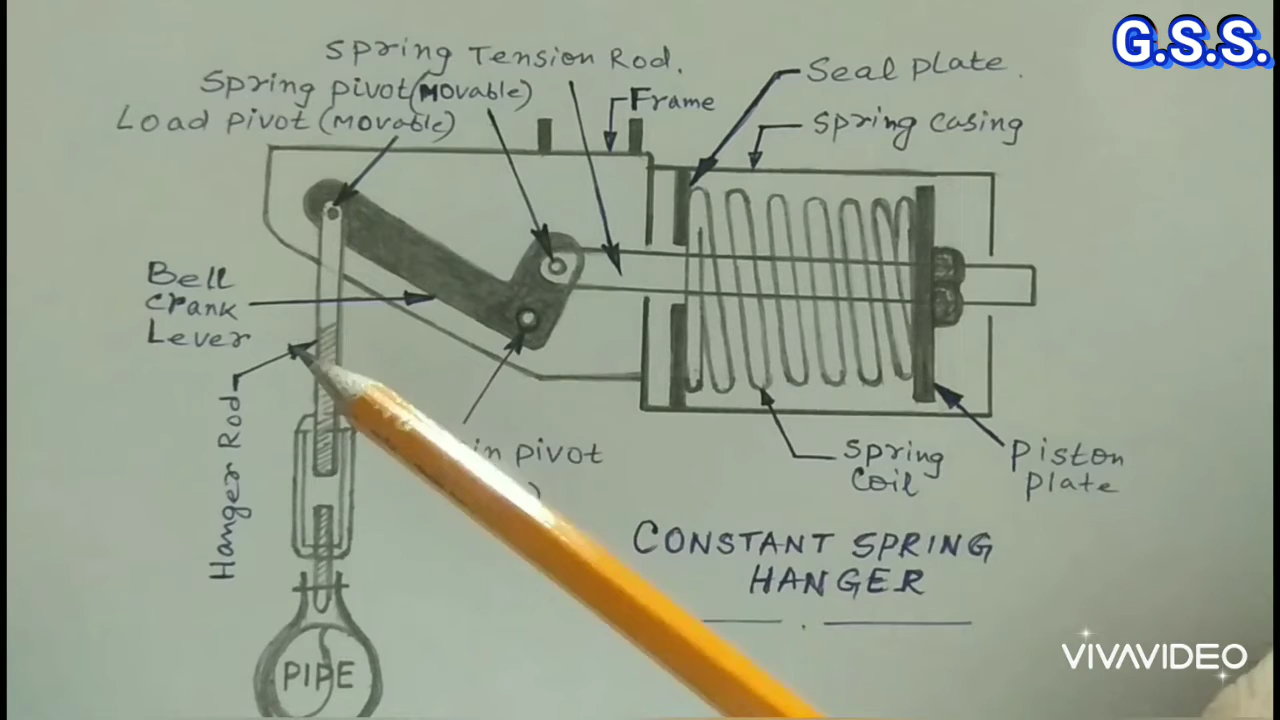 G.S.S.
Spring Tension Rod.
Spring pivot (Movable)
Load pivot (Movable)
Frame
Seal plate.
Spring Casing
Bell
Crank
Lever
Hanger Rod
in pivot
Spring
Coil
Piston
plate
CONSTANT SPRING
HANGER
PIPE
VIVAVIDEO